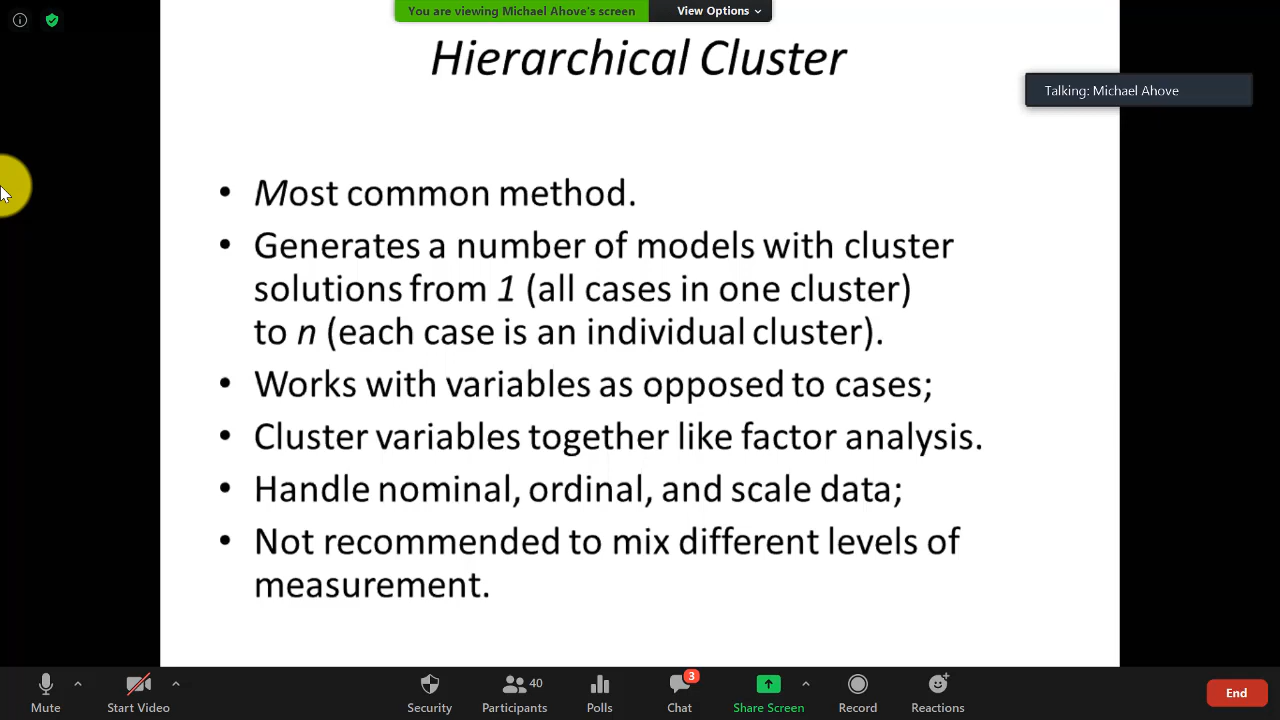 You are viewing Michael Ahove's screen
View Options
Hierarchical Cluster
Talking: Michael Ahove
• Most common method.
• Generates a number of models with cluster
solutions from 1 (all cases in one cluster)
to n (each case is an individual cluster).
• Works with variables as opposed to cases;
• Cluster variables together like factor analysis.
• Handle nominal, ordinal, and scale data;
• Not recommended to mix different levels of
measurement.
Mute
Start Video
Security
40
Participants
Polls
3
Chat
Share Screen
Record
Reactions
End